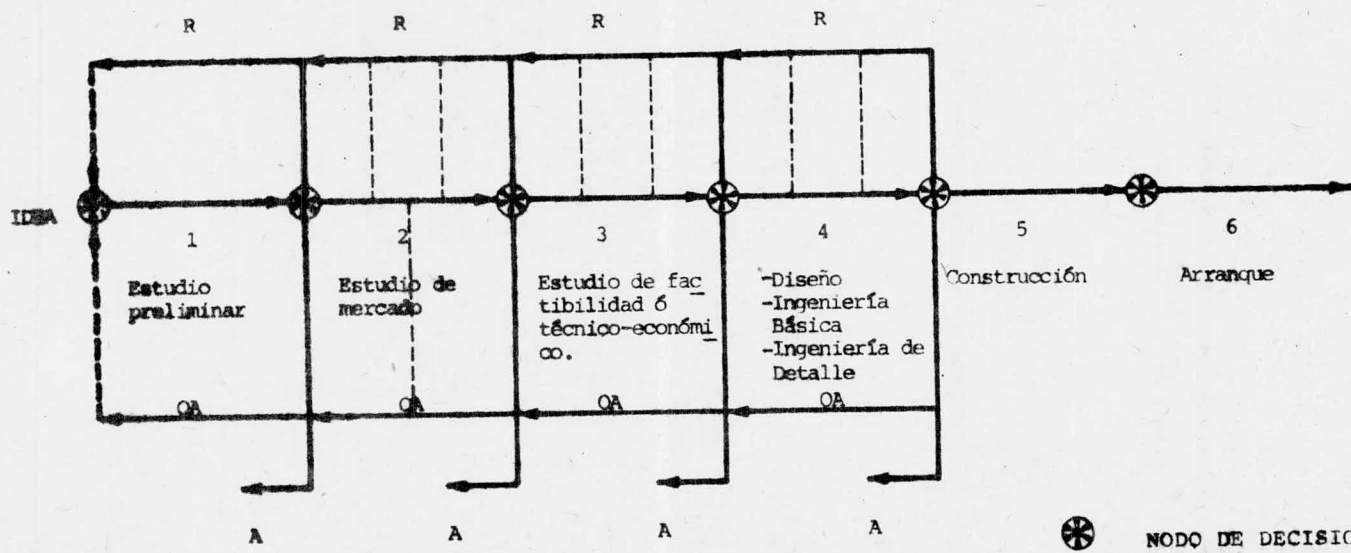 R R R R
IDEA
1 2 3 4 5 6
Estudio
preliminar
Estudio de
mercado
Estudio de fac
tibilidad ó
técnico-económi
co.
-Diseño
-Ingeniería
Básica
-Ingeniería de
Detalle
Construcción
Arranque
OA OA OA OA
A A A A
NODO DE DECISIO